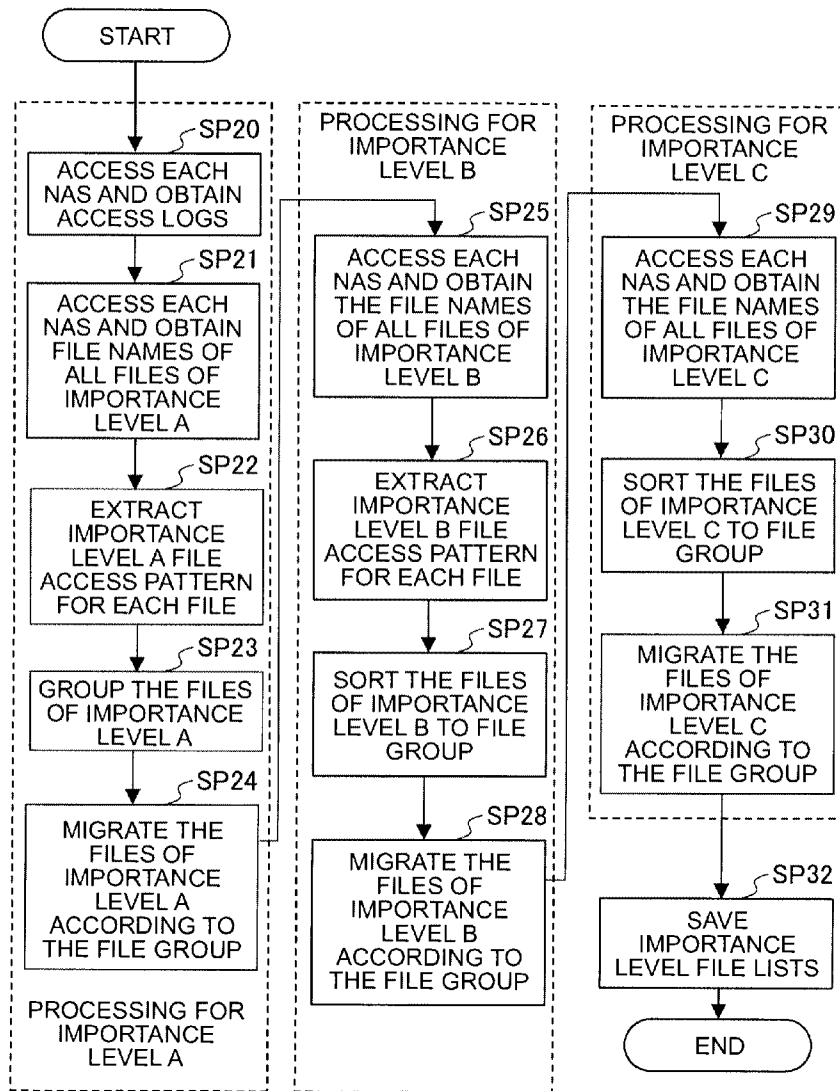 START
SP20
ACCESS EACH
NAS AND OBTAIN
ACCESS LOGS
SP21
ACCESS EACH
NAS AND OBTAIN
FILE NAMES OF
ALL FILES OF
IMPORTANCE
LEVEL A
SP22
EXTRACT
IMPORTANCE
LEVEL A FILE
ACCESS PATTERN
FOR EACH FILE
SP23
GROUP THE FILES
OF IMPORTANCE
LEVEL A
SP24
MIGRATE THE
FILES OF
IMPORTANCE
LEVEL A
ACCORDING TO
THE FILE GROUP
PROCESSING FOR
IMPORTANCE
LEVEL A
PROCESSING FOR
IMPORTANCE
LEVEL B
SP25
ACCESS EACH
NAS AND OBTAIN
THE FILE NAMES
OF ALL FILES OF
IMPORTANCE
LEVEL B
SP26
EXTRACT
IMPORTANCE
LEVEL B FILE
ACCESS PATTERN
FOR EACH FILE
SP27
SORT THE FILES
OF IMPORTANCE
LEVEL B TO FILE
GROUP
SP28
MIGRATE THE
FILES OF
IMPORTANCE
LEVEL B
ACCORDING TO
THE FILE GROUP
PROCESSING FOR
IMPORTANCE
LEVEL C
SP29
ACCESS EACH
NAS AND OBTAIN
THE FILE NAMES
OF ALL FILES OF
IMPORTANCE
LEVEL C
SP30
SORT THE FILES
OF IMPORTANCE
LEVEL C TO FILE
GROUP
SP31
MIGRATE THE
FILES OF
IMPORTANCE
LEVEL C
ACCORDING TO
THE FILE GROUP
SP32
SAVE
IMPORTANCE
LEVEL FILE LISTS
END